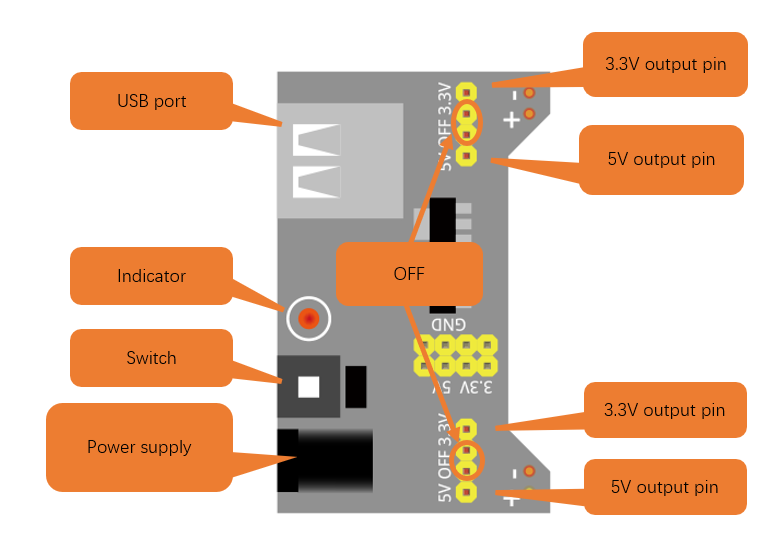 3.3V output pin
USB port
5V OFF 3.3V
-
+
5V output pin
Indicator
OFF
GND
Switch
3.3V 5V
3.3V output pin
Power supply
5V OFF 3.3V
-
+
5V output pin